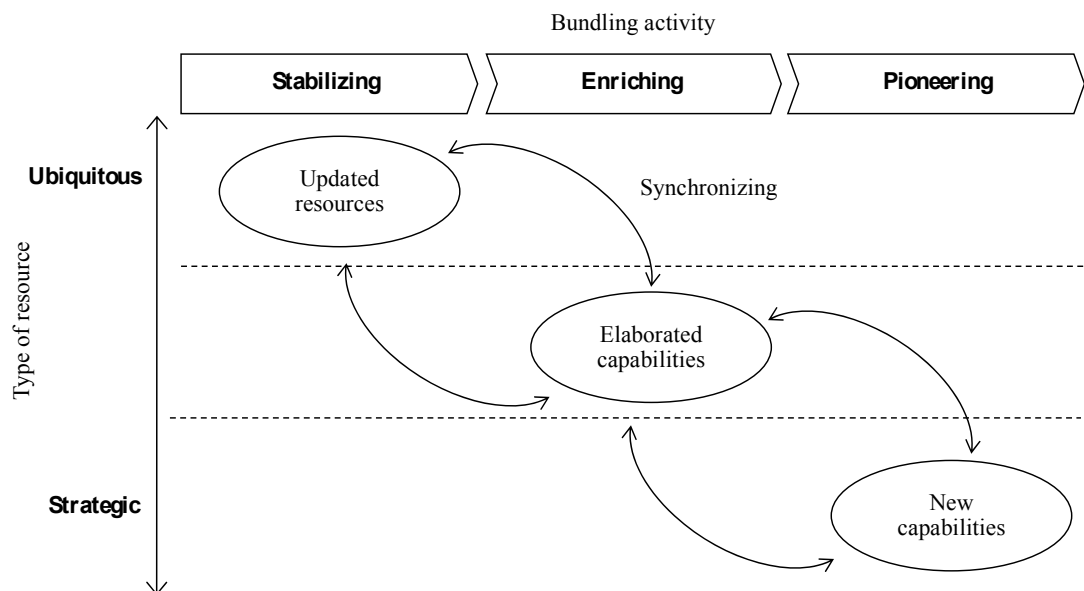 Bundling activity
Stabilizing
Enriching
Pioneering
Ubiquitous
Updated
resources
Synchronizing
Type of resource
Elaborated
capabilities
Strategic
New
capabilities